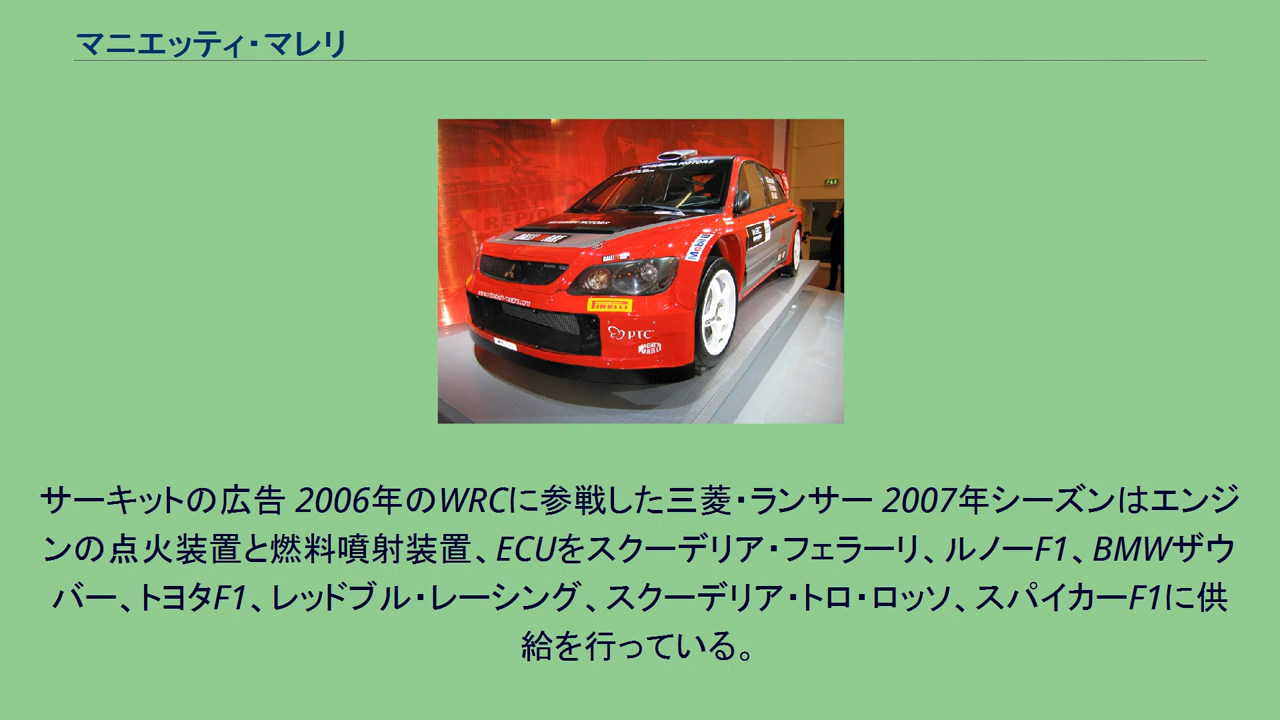 マニエッティ・マレリ
MOTORS
Mobil
PIRELLI
PTC
MAGNETI
MARELLI
サーキットの広告 2006年のWRCに参戦した三菱・ランサー 2007年シーズンはエンジ
ンの点火装置と燃料噴射装置、ECUをスクーデリア・フェラーリ、ルノーF1、BMWザウ
バー、トヨタF1、レッドブル・レーシング、スクーデリア・トロ・ロッソ、スパイカーF1に供
給を行っている。